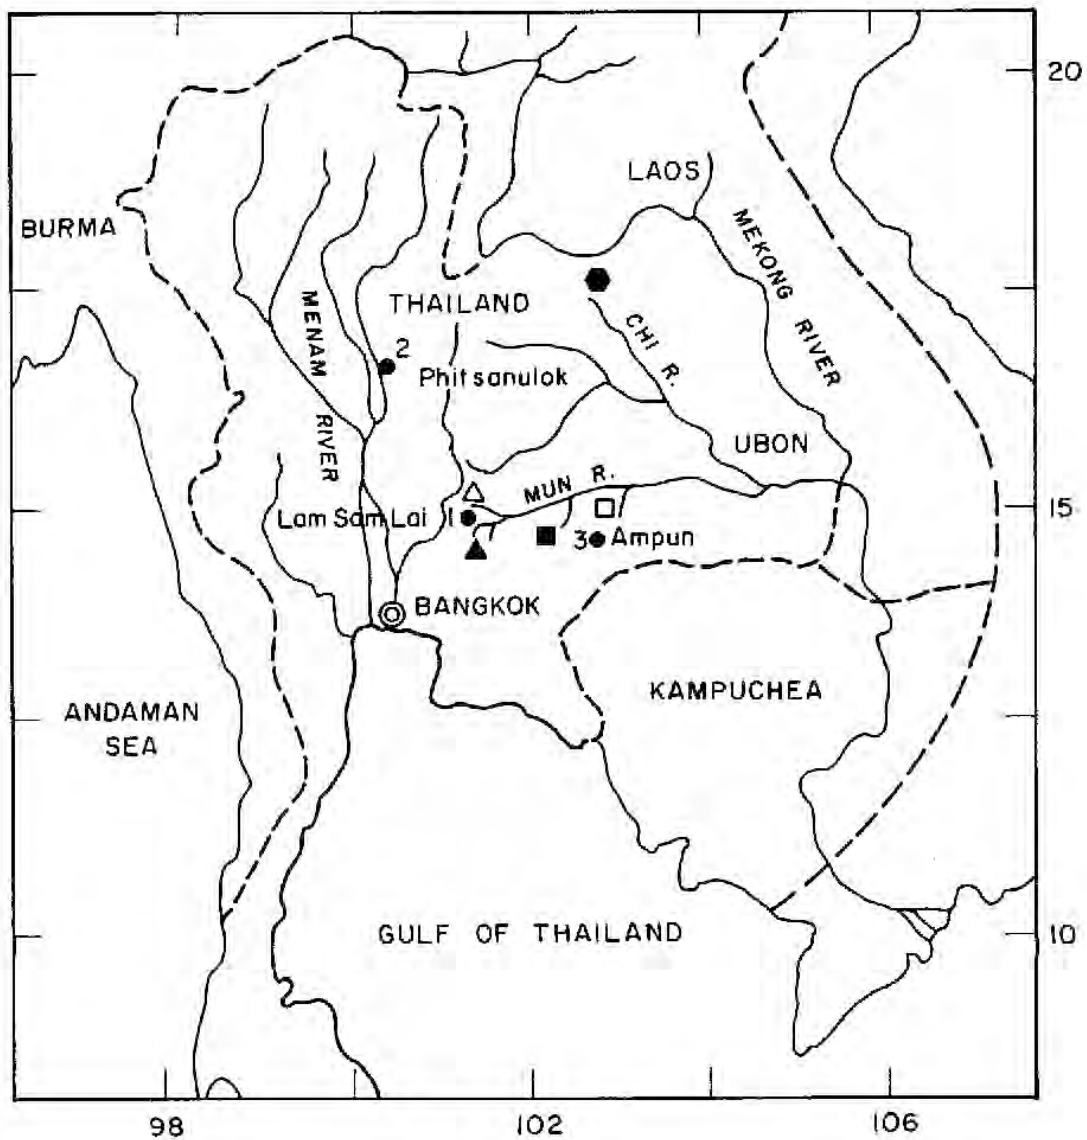 20
LAOS
BURMA
MEKONG RIVER
THAILAND
MENAM RIVER
CHI R.
2
Phitsanulok
UBON
MUN R.
Lam Sam Lai 1
15
3 Ampun
BANGKOK
KAMPUCHEA
ANDAMAN
SEA
GULF OF THAILAND
10
98
102
106